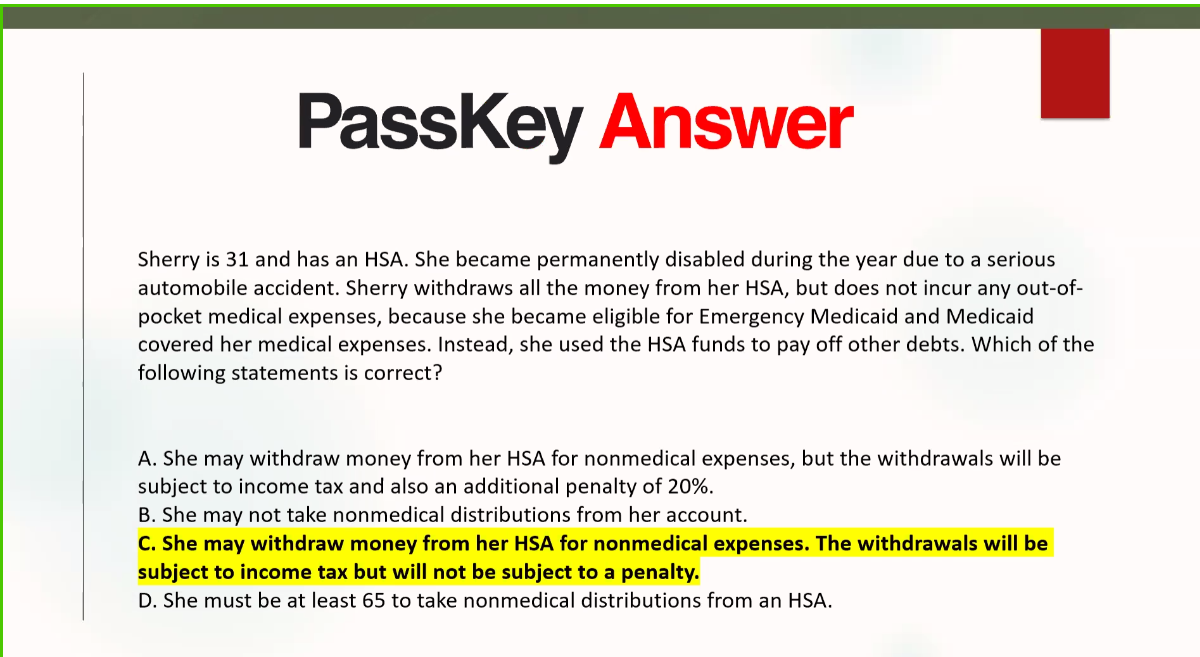 PassKey Answer
Sherry is 31 and has an HSA. She became permanently disabled during the year due to a serious
automobile accident. Sherry withdraws all the money from her HSA, but does not incur any out-of-
pocket medical expenses, because she became eligible for Emergency Medicaid and Medicaid
covered her medical expenses. Instead, she used the HSA funds to pay off other debts. Which of the
following statements is correct?
A. She may withdraw money from her HSA for nonmedical expenses, but the withdrawals will be
subject to income tax and also an additional penalty of 20%.
B. She may not take nonmedical distributions from her account.
C. She may withdraw money from her HSA for nonmedical expenses. The withdrawals will be
subject to income tax but will not be subject to a penalty.
D. She must be at least 65 to take nonmedical distributions from an HSA.